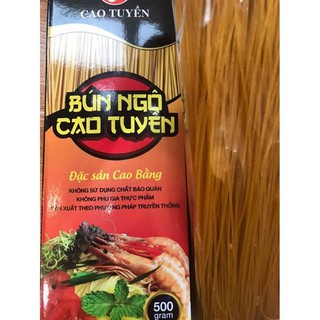 CAO TUYỀN
BÚN NGÔ
CAO TUYỀN
Đặc sản Cao Bằng
KHÔNG SỬ DỤNG CHẤT BẢO QUẢN
KHÔNG PHỤ GIA THỰC PHẨM
XUẤT THEO PHƯƠNG PHÁP TRUYỀN THỐNG
500
gram